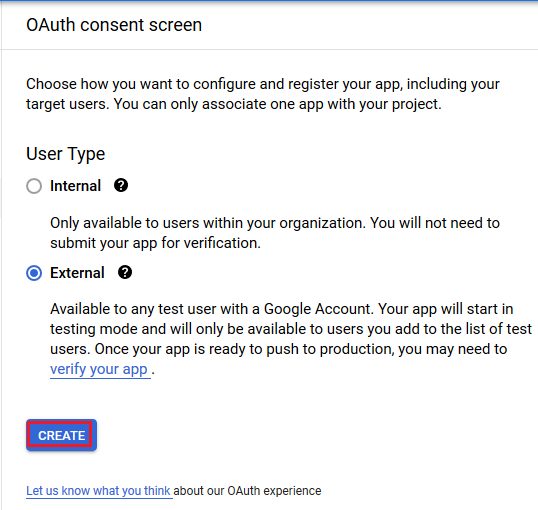 OAuth consent screen
Choose how you want to configure and register your app, including your
target users. You can only associate one app with your project.
User Type
Internal ?
Only available to users within your organization. You will not need to
submit your app for verification.
External ?
Available to any test user with a Google Account. Your app will start in
testing mode and will only be available to users you add to the list of test
users. Once your app is ready to push to production, you may need to
verify your app .
CREATE
Let us know what you think about our OAuth experience